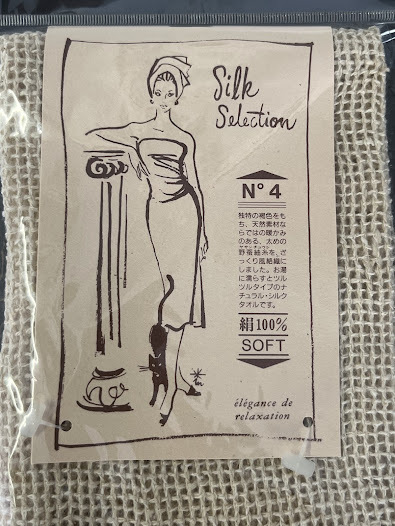 Silk
Selection
N° 4
独特の褐色をも
ち、天然素材な
らではの暖かみ
のある、太めの
野蚕紬糸を、ざ
っくり風絶織に
しました。お湯
に濡らすとツル
ツルタイプのナ
チュラル・シルク
タオルです。
絹100%
SOFT
élégance de
relaxation